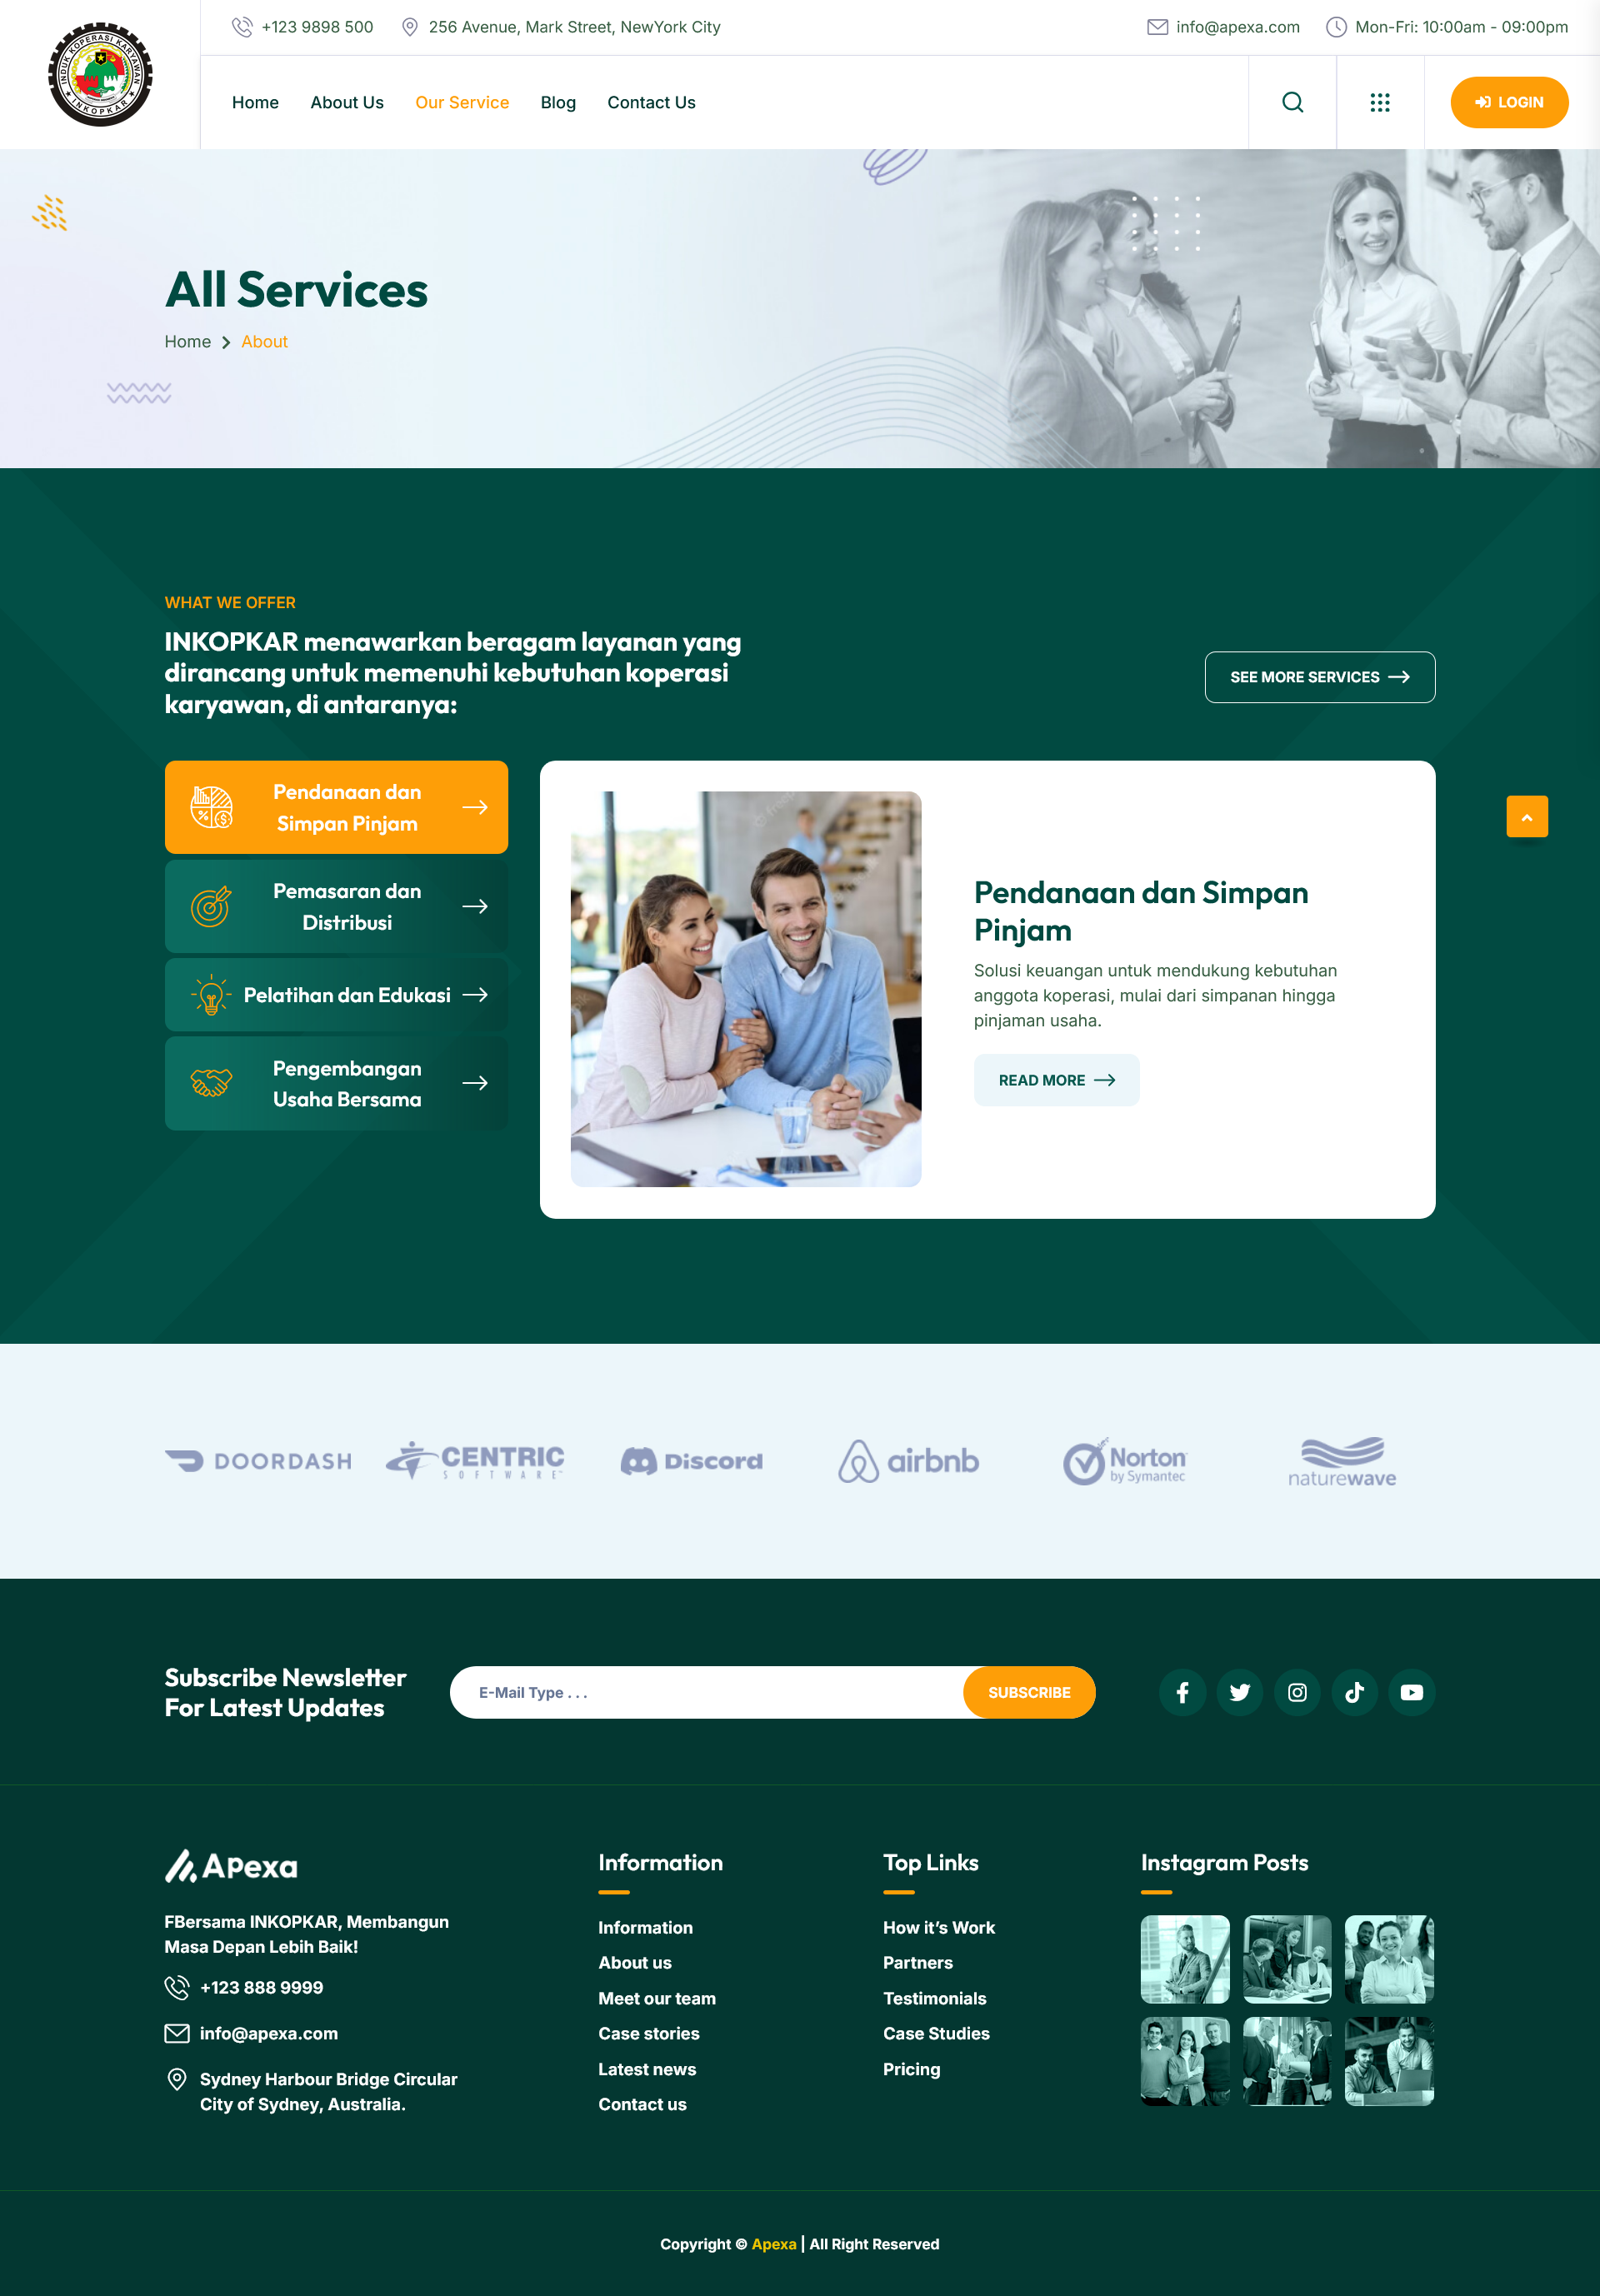 INDUK KOPERASI KARYAWAN
INKOPKAR
+123 9898 500
256 Avenue, Mark Street, NewYork City
info@apexa.com
Mon-Fri: 10:00am - 09:00pm
Home
About Us
Our Service
Blog
Contact Us
LOGIN
All Services
Home
About
WHAT WE OFFER
INKOPKAR menawarkan beragam layanan yang
dirancang untuk memenuhi kebutuhan koperasi
karyawan, di antaranya:
SEE MORE SERVICES
Pendanaan dan
Simpan Pinjam
Pemasaran dan
Distribusi
Pelatihan dan Edukasi
Pengembangan
Usaha Bersama
Pendanaan dan Simpan
Pinjam
Solusi keuangan untuk mendukung kebutuhan
anggota koperasi, mulai dari simpanan hingga
pinjaman usaha.
READ MORE
DOORDASH
CENTRIC
SOFTWARE™
Discord
airbnb
Norton
by Symantec
naturewave
Subscribe Newsletter
For Latest Updates
E-Mail Type . . .
SUBSCRIBE
Apexa
FBersama INKOPKAR, Membangun
Masa Depan Lebih Baik!
+123 888 9999
info@apexa.com
Sydney Harbour Bridge Circular
City of Sydney, Australia.
Information
Information
About us
Meet our team
Case stories
Latest news
Contact us
Top Links
How it’s Work
Partners
Testimonials
Case Studies
Pricing
Instagram Posts
Copyright © Apexa | All Right Reserved